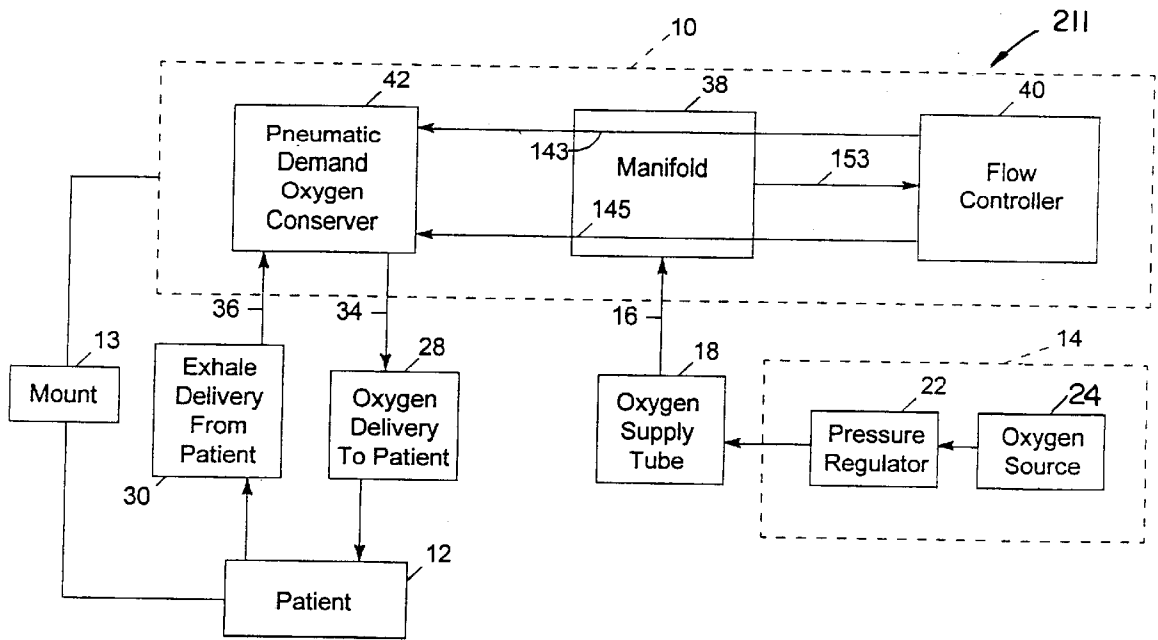 211
10
42
38
40
Pneumatic
Demand
Oxygen
Conserver
143
Manifold
153
145
Flow
Controller
36
34
16
13
Mount
Exhale
Delivery
From
Patient
30
28
Oxygen
Delivery
To Patient
18
Oxygen
Supply
Tube
14
22
Pressure
Regulator
24
Oxygen
Source
12
Patient